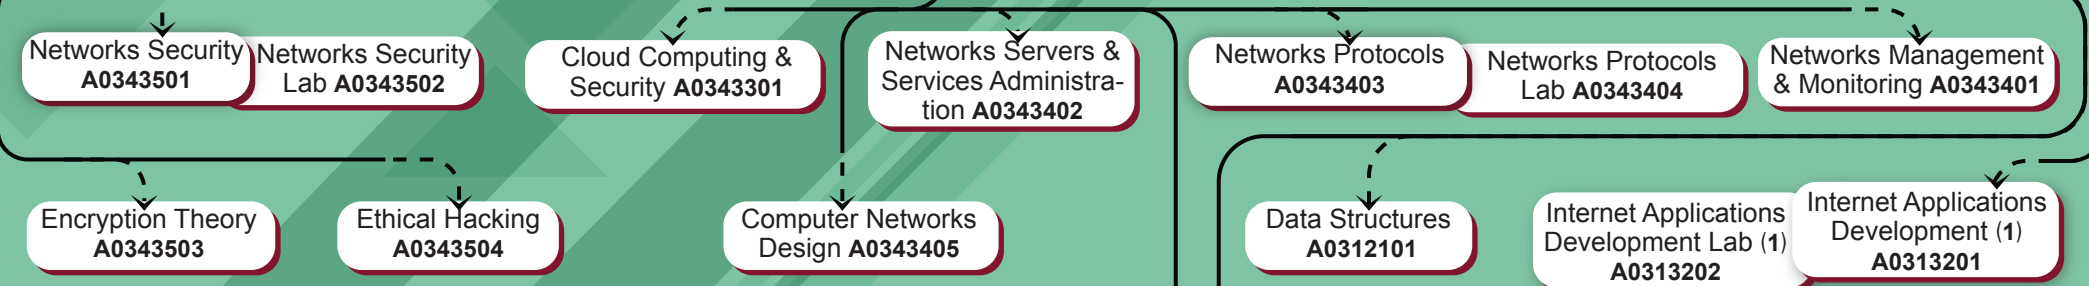 Networks Security
A0343501
Networks Security
Lab A0343502
Cloud Computing &
Security A0343301
Networks Servers &
Services Administra-
tion A0343402
Networks Protocols
A0343403
Networks Protocols
Lab A0343404
Networks Management
& Monitoring A0343401
Encryption Theory
A0343503
Ethical Hacking
A0343504
Computer Networks
Design A0343405
Data Structures
A0312101
Internet Applications
Development Lab (1)
A0313202
Internet Applications
Development (1)
A0313201